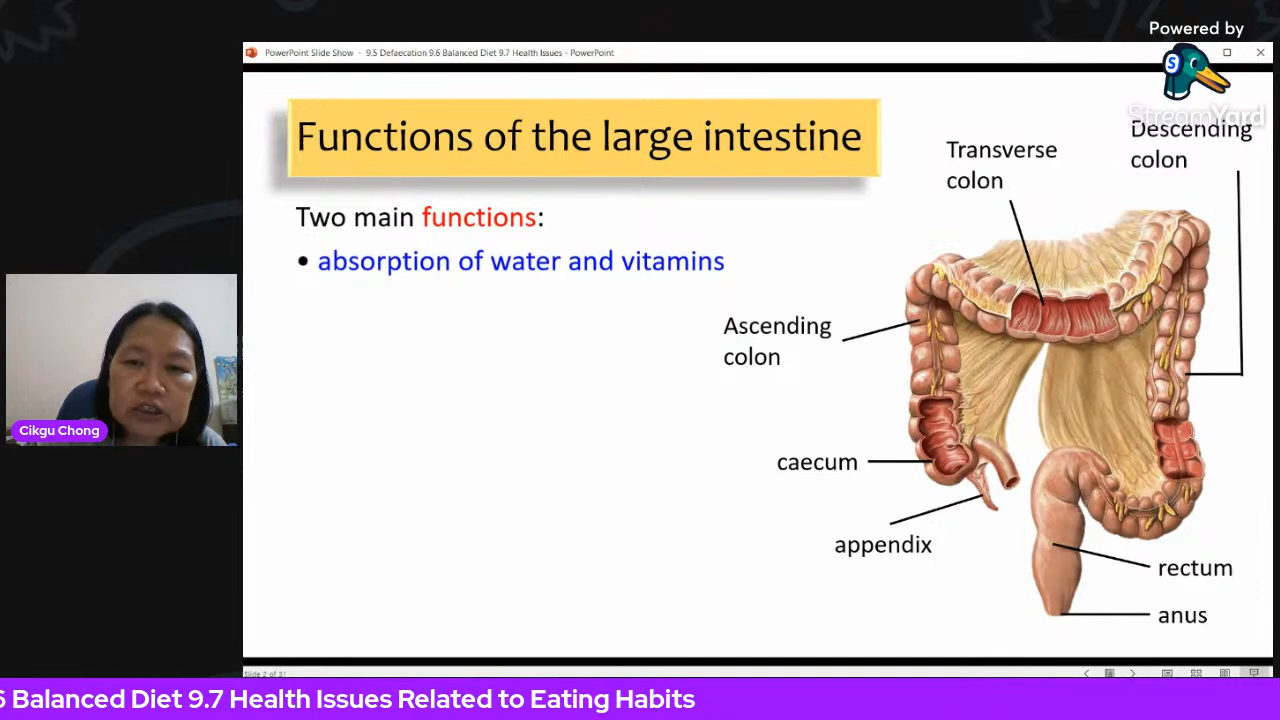 Powered by
StreamYard
PowerPoint Slide Show - 9.5 Defaecation 9.6 Balanced Diet 9.7 Health Issues - PowerPoint
Functions of the large intestine
Two main functions:
• absorption of water and vitamins
Transverse
colon
Descending
colon
Ascending
colon
caecum
appendix
rectum
anus
Cikgu Chong
Slide 2 of 31
6 Balanced Diet 9.7 Health Issues Related to Eating Habits